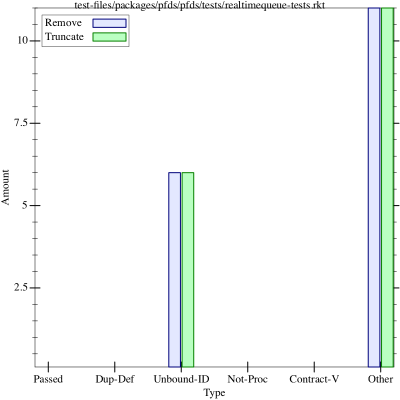 test-files/packages/pfds/pfds/tests/realtimequeue-tests.rkt
Remove
Truncate
10
7.5
5
2.5
Amount
Passed Dup-Def Unbound-ID Not-Proc Contract-V Other
Type